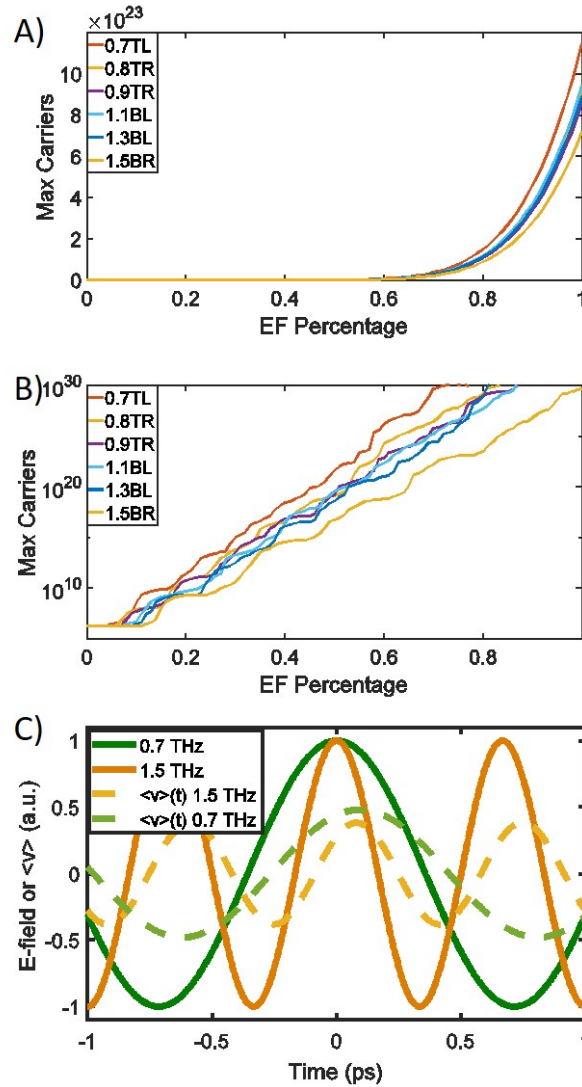 A)
×10^23
Max Carriers
10
8
6
4
2
0
0.7TL
0.8TR
0.9TR
1.1BL
1.3BL
1.5BR
0 0.2 0.4 0.6 0.8 1
EF Percentage
B)
Max Carriers
10^30
10^20
10^10
0.7TL
0.8TR
0.9TR
1.1BL
1.3BL
1.5BR
0 0.2 0.4 0.6 0.8
EF Percentage
C)
E-field or <v> (a.u.)
1
0.5
0
-0.5
-1
0.7 THz
1.5 THz
<v>(t) 1.5 THz
<v>(t) 0.7 THz
-1 -0.5 0 0.5 1
Time (ps)